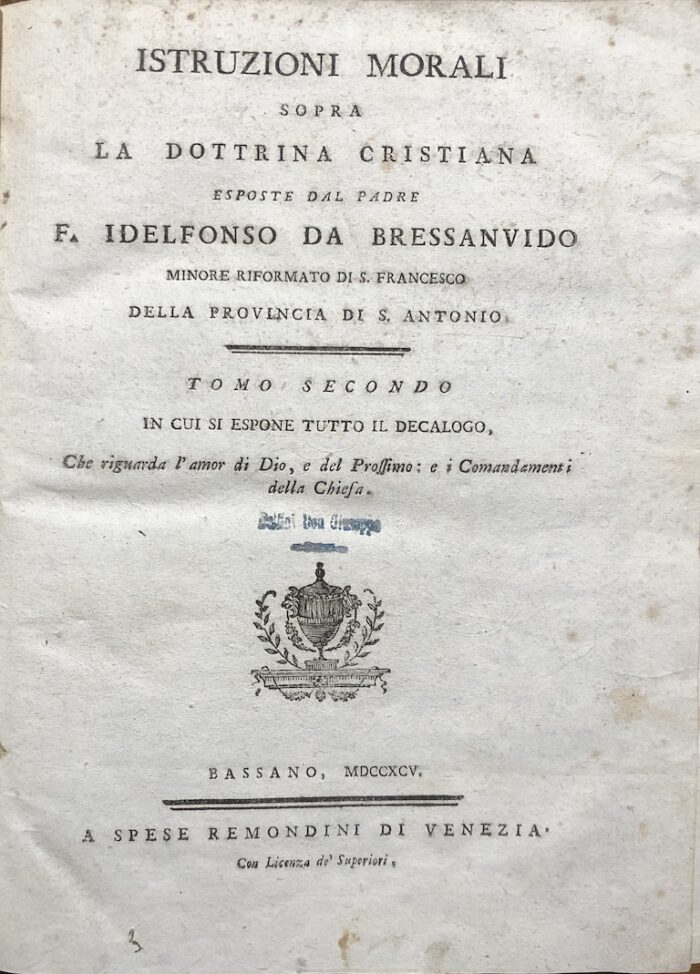 ISTRUZIONI MORALI
SOPRA
LA DOTTRINA CRISTIANA
ESPOSTE DAL PADRE
F. IDELFONSO DA BRESSANVIDO
MINORE RIFORMATO DI S. FRANCESCO
DELLA PROVINCIA DI S. ANTONIO.
TOMO SECONDO
IN CUI SI ESPONE TUTTO IL DECALOGO,
Che riguarda l'amor di Dio, e del Proſſimo: e i Comandamenti
della Chieſa.
Don Giuseppe
BASSANO, MDCCXCV.
A SPESE REMONDINI DI VENEZIA.
Con Licenza de' Superiori.